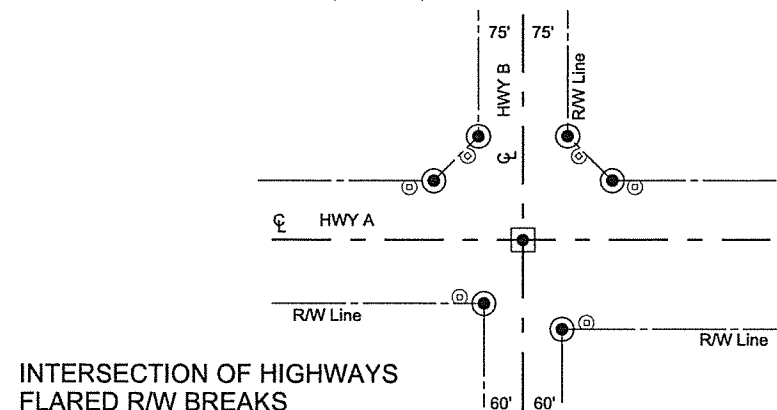 75' 75'
HWY B
R/W Line
℄
℄ HWY A
R/W Line
R/W Line
INTERSECTION OF HIGHWAYS
FLARED R/W BREAKS
60' 60'